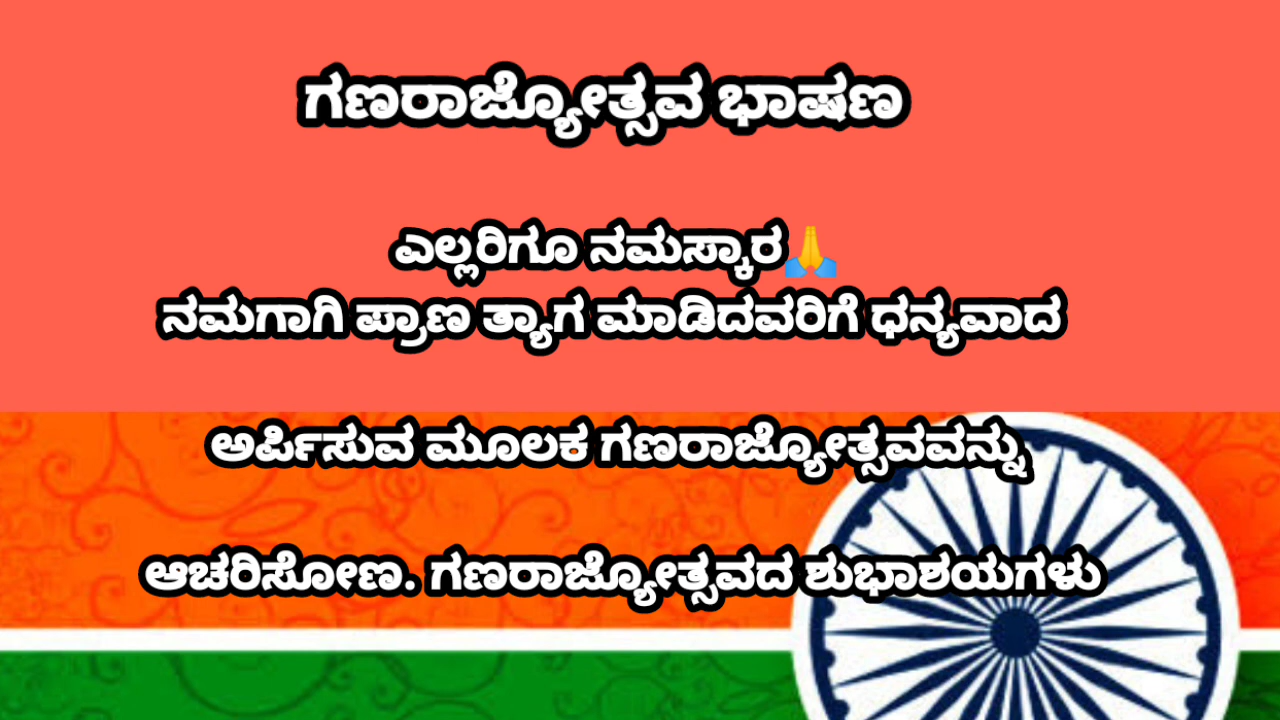 ಗಣರಾಜ್ಯೋತ್ಸವ ಭಾಷಣ
ಎಲ್ಲರಿಗೂ ನಮಸ್ಕಾರ🙏
ನಮಗಾಗಿ ಪ್ರಾಣ ತ್ಯಾಗ ಮಾಡಿದವರಿಗೆ ಧನ್ಯವಾದ
ಅರ್ಪಿಸುವ ಮೂಲಕ ಗಣರಾಜ್ಯೋತ್ಸವವನ್ನು
ಆಚರಿಸೋಣ. ಗಣರಾಜ್ಯೋತ್ಸವದ ಶುಭಾಶಯಗಳು